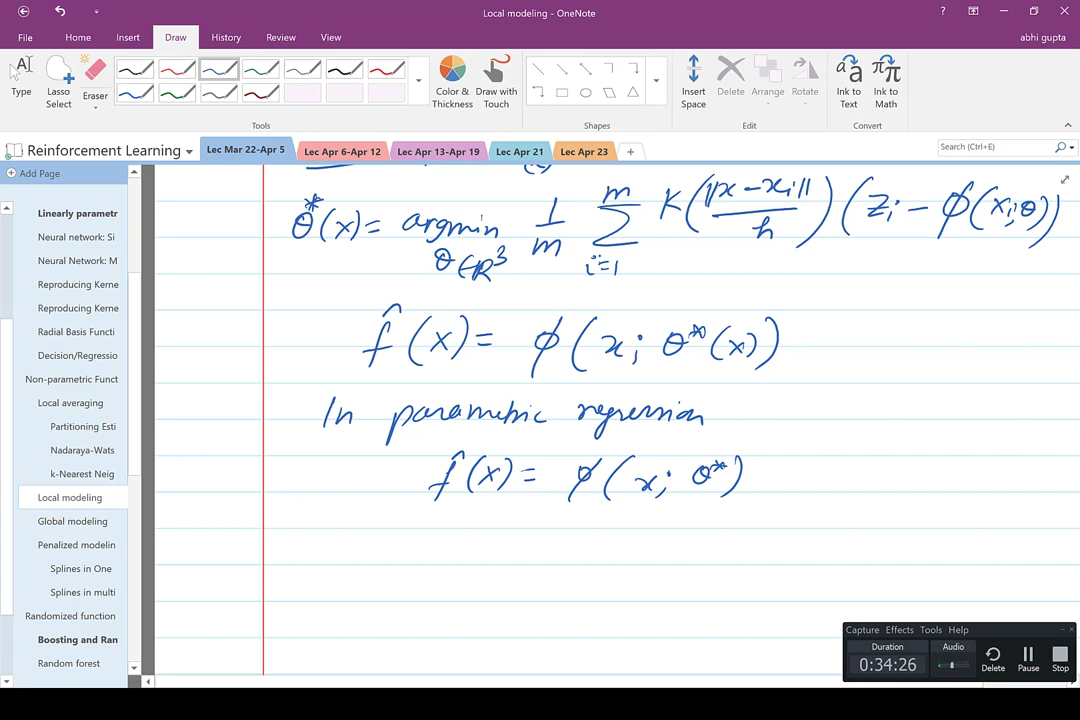 Local modeling - OneNote
?
File Home Insert Draw History Review View
abhi gupta
Type
Lasso Select
Eraser
Color & Thickness
Draw with Touch
Insert Space
Delete
Arrange
Rotate
Ink to Text
Ink to Math
Tools
Shapes
Edit
Convert
Reinforcement Learning
Lec Mar 22-Apr 5
Lec Apr 6-Apr 12
Lec Apr 13-Apr 19
Lec Apr 21
Lec Apr 23
+
Search (Ctrl+E)
Add Page
Linearly parametr
Neural network: Si
Neural Network: M
Reproducing Kerne
Reproducing Kerne
Radial Basis Functi
Decision/Regressio
Non-parametric Funct
Local averaging
Partitioning Esti
Nadaraya-Wats
k-Nearest Neig
Local modeling
Global modeling
Penalized modelin
Splines in One
Splines in multi
Randomized function
Boosting and Ran
Random forest
θ*(x) = argmin θ∈R³ 1/m Σ i=1 m K(||x-xi||/h) (zi - φ(xi;θ))
f̂(x) = φ(x; θ*(x))
In parametric regression
f̂(x) = φ(x; θ*)
Capture Effects Tools Help
Duration
0:34:26
Audio
Delete
Pause
Stop